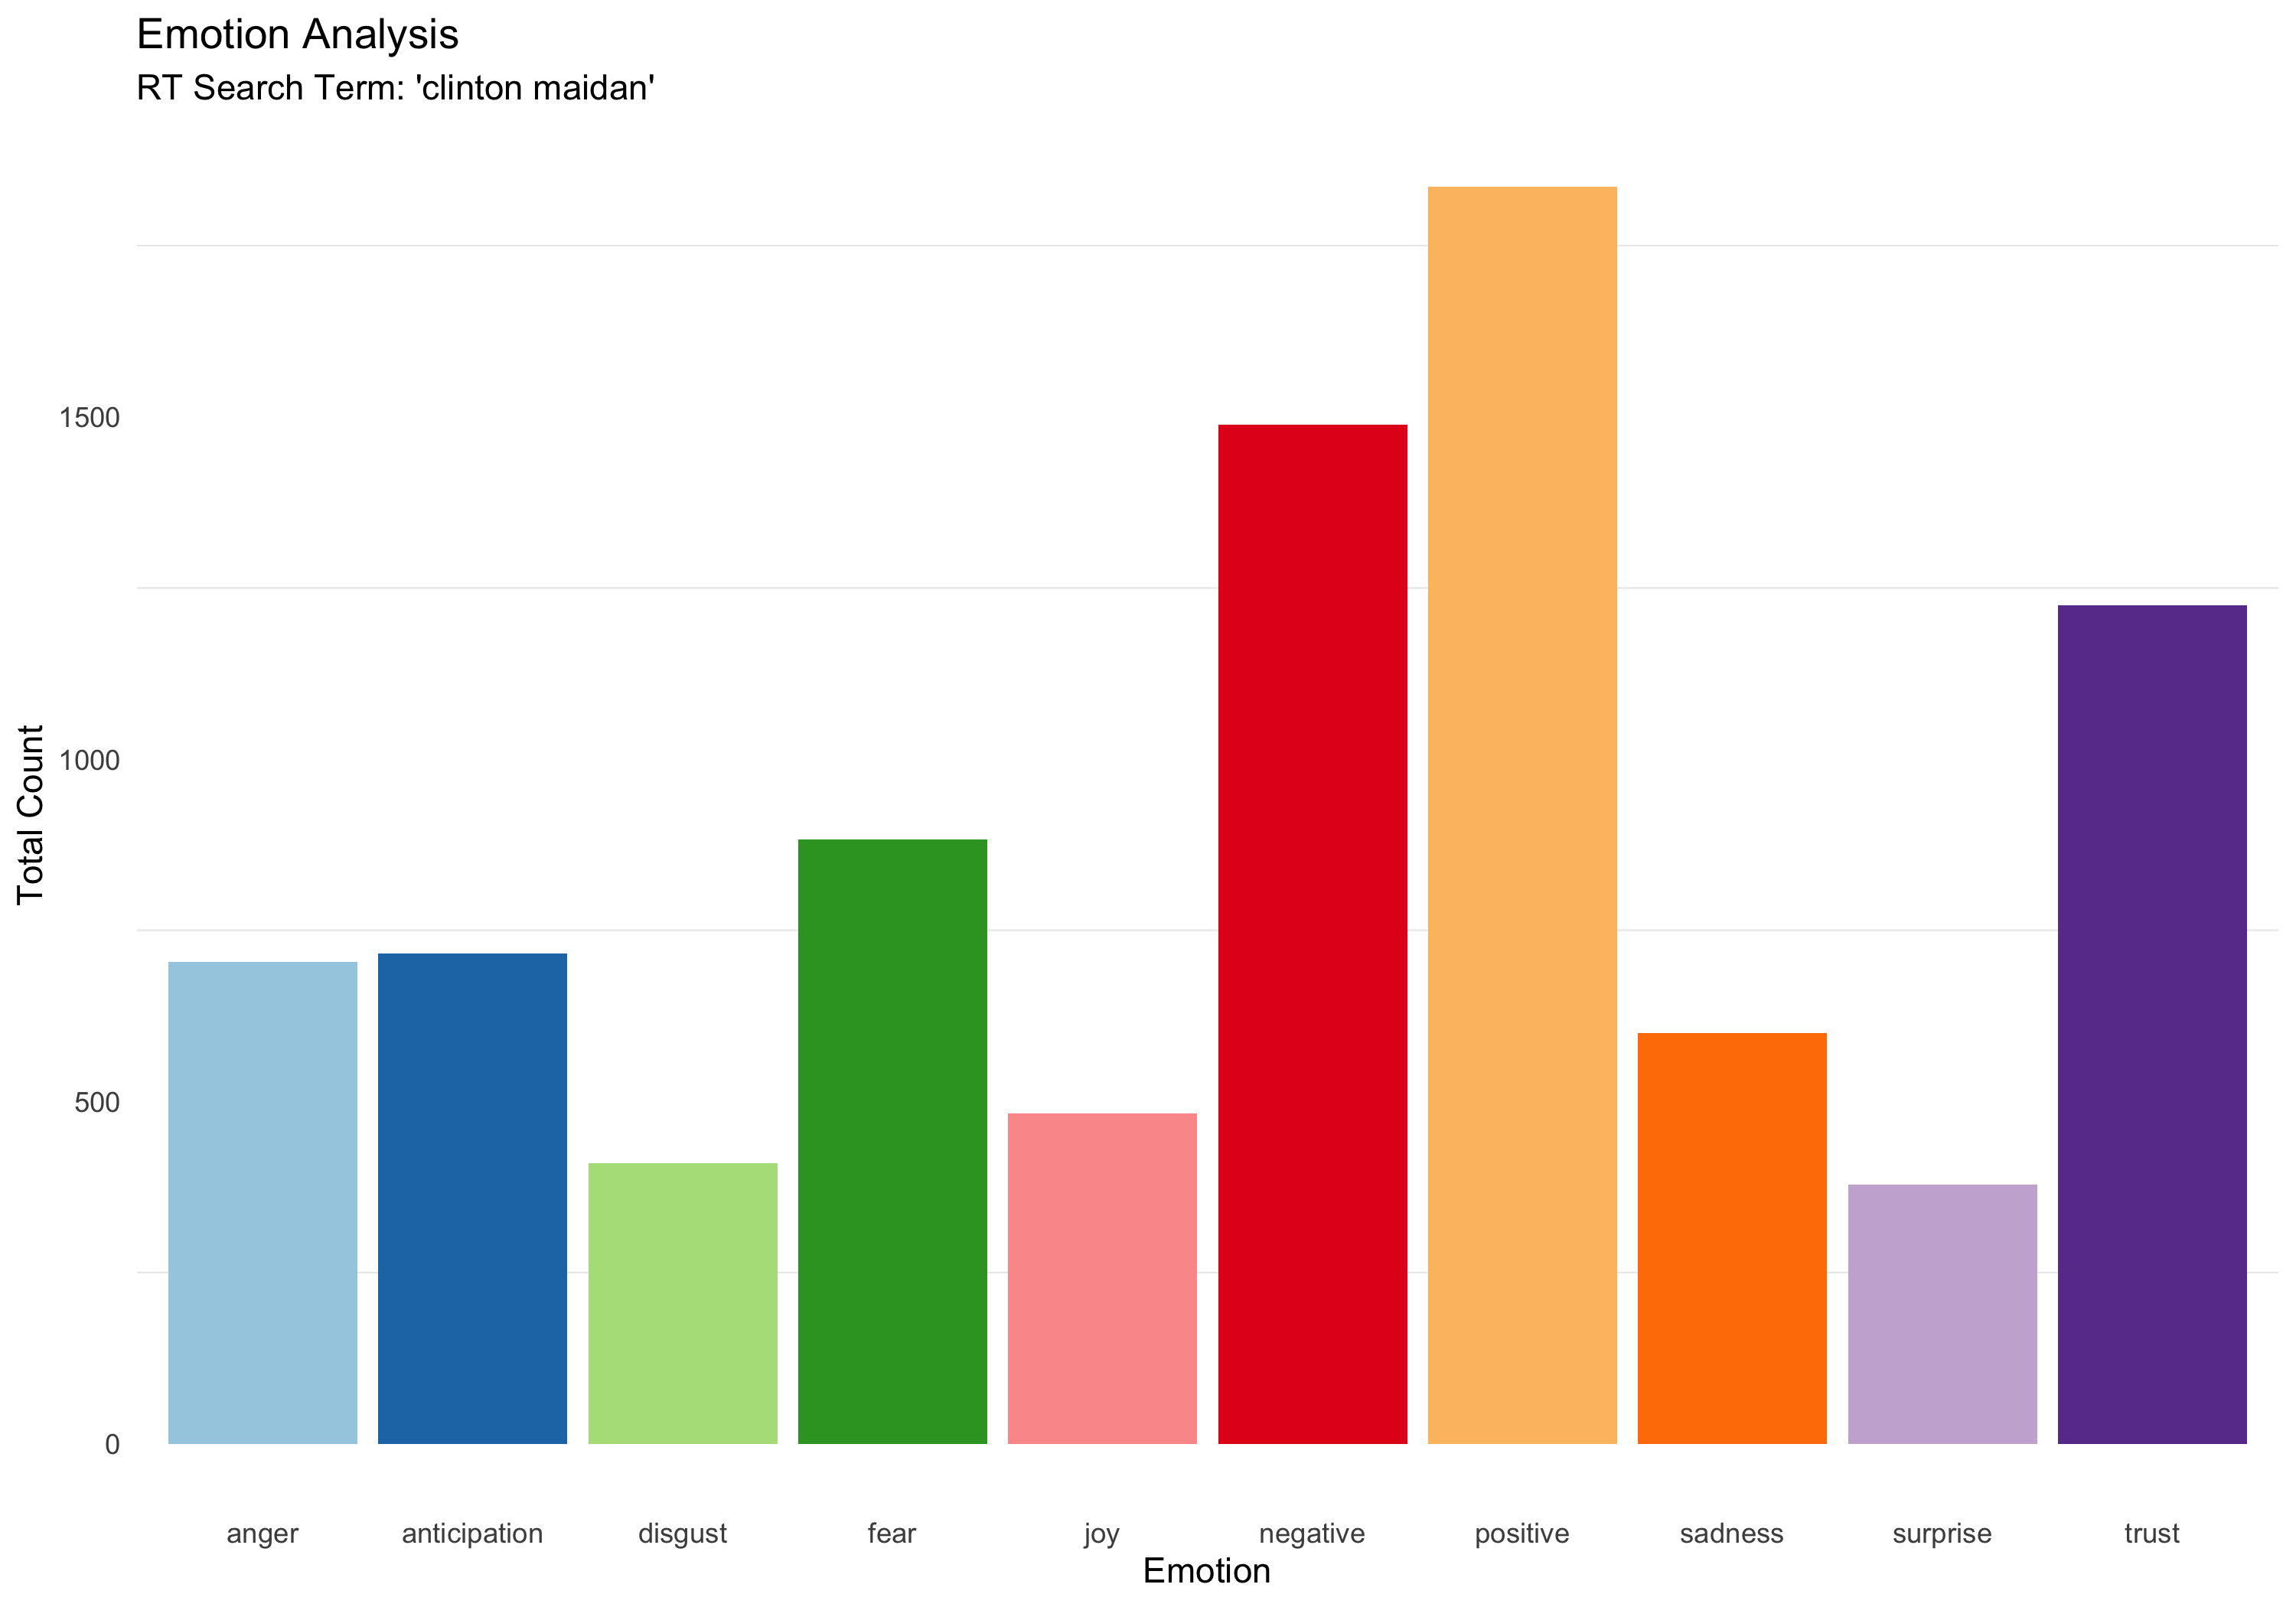 Emotion Analysis
RT Search Term: 'clinton maidan'
Total Count
1500
1000
500
0
anger anticipation disgust fear joy negative positive sadness surprise trust
Emotion